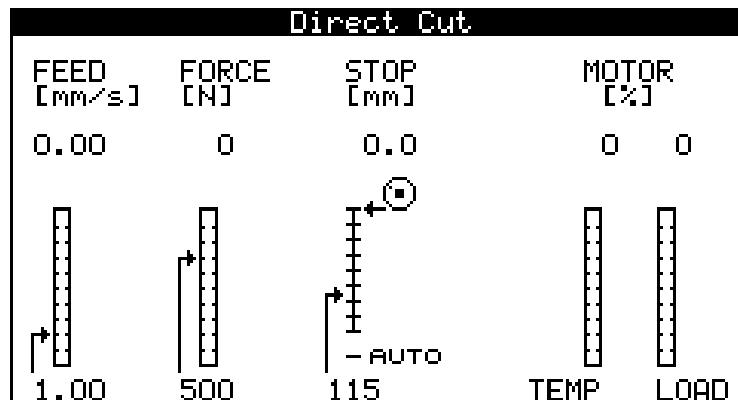 Direct Cut
FEED FORCE STOP MOTOR
[mm/s] [N] [mm] [%]
0.00 0 0.0 0 0
AUTO
1.00 500 115 TEMP LOAD